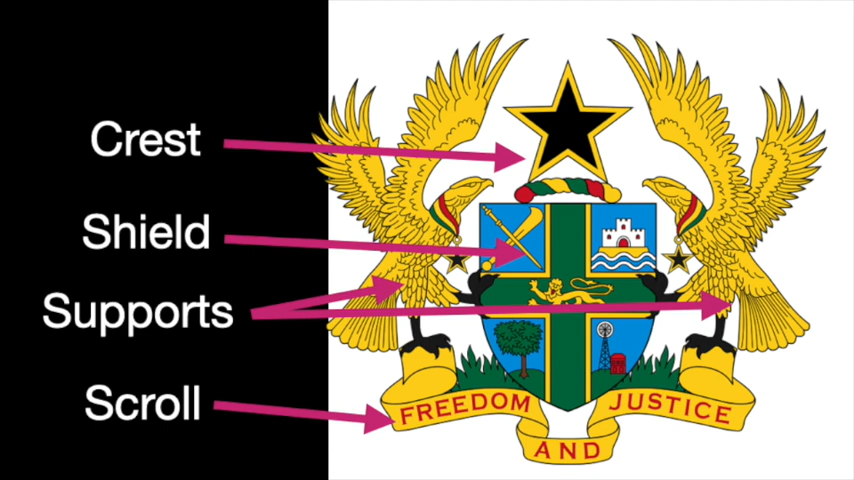 Crest
Shield
Supports
Scroll
FREEDOM
AND
JUSTICE